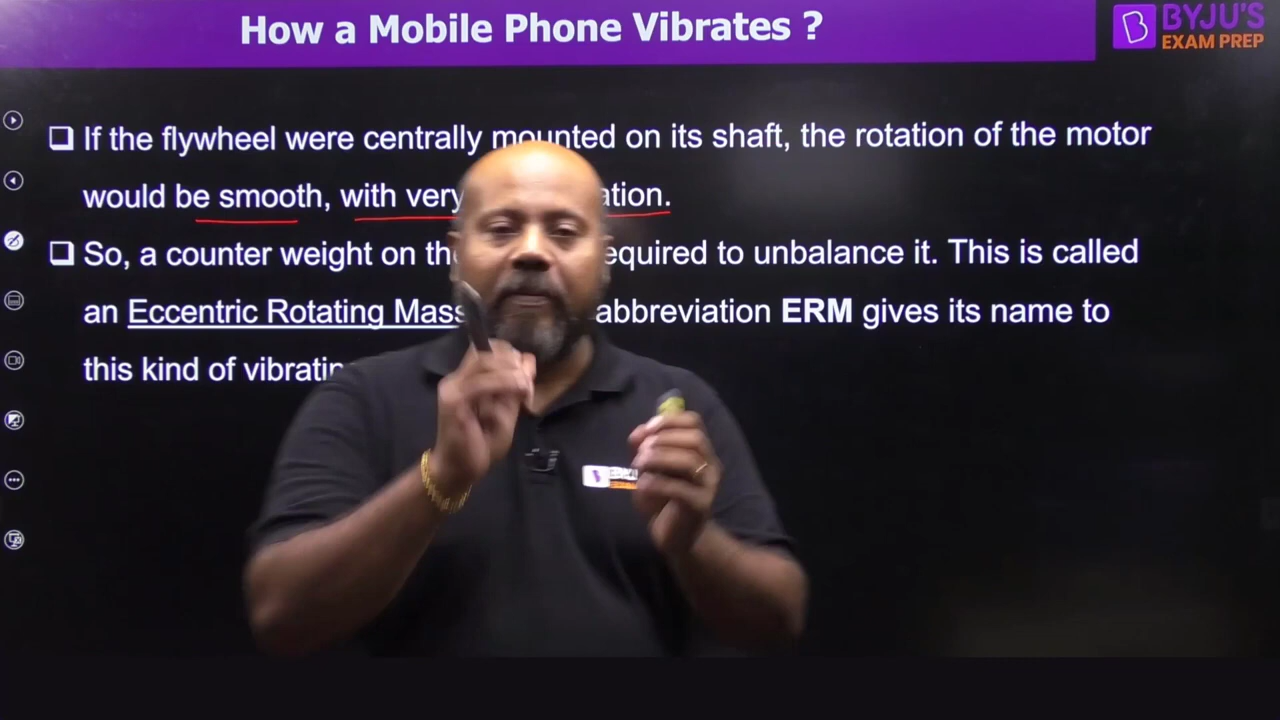 How a Mobile Phone Vibrates ?
BYJU'S
EXAM PREP
❑ If the flywheel were centrally mounted on its shaft, the rotation of the motor
would be smooth, with very ation.
❑ So, a counter weight on the equired to unbalance it. This is called
an Eccentric Rotating Mass abbreviation ERM gives its name to
this kind of vibratin